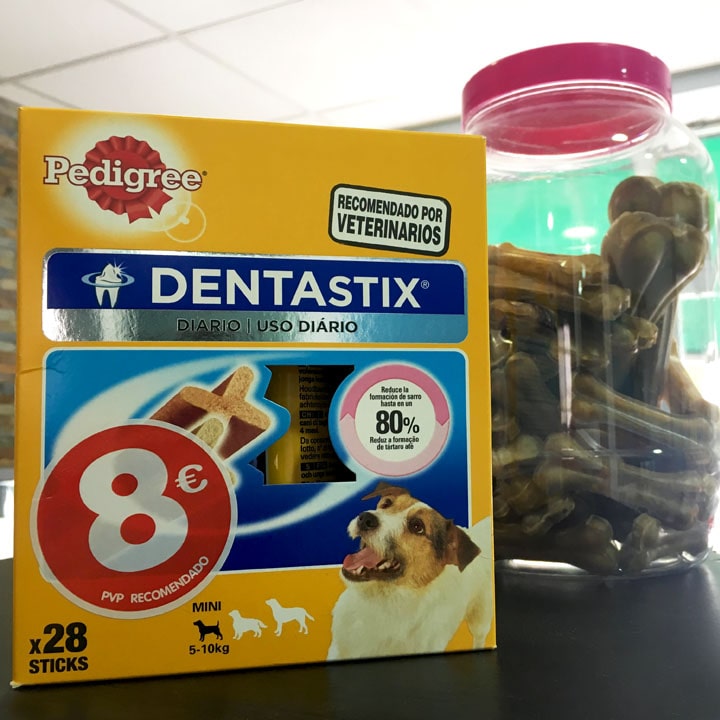 Pedigree®
RECOMENDADO POR
VETERINARIOS
DENTASTIX®
DIARIO | USO DIÁRIO
Reduce la
formación de sarro
hasta en un
80%
Reduz a formação
de tártaro até
8€
PVP RECOMENDADO
MINI
5-10kg
x28
STICKS